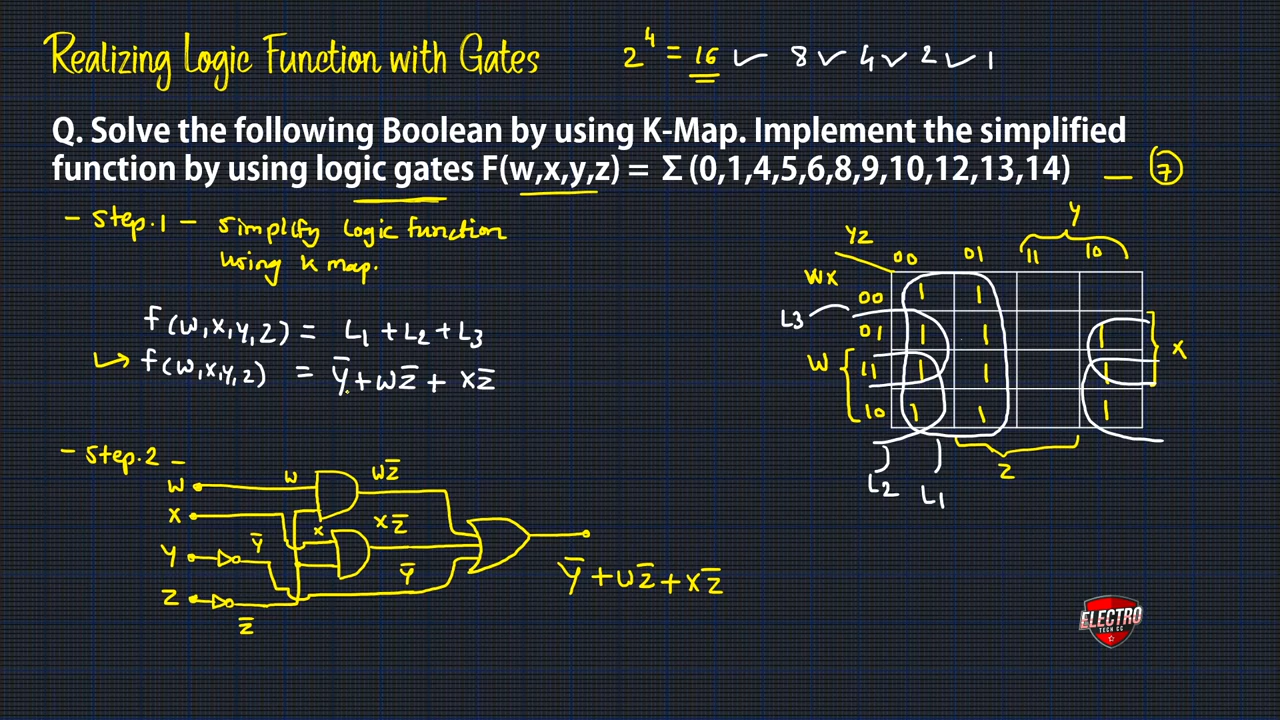 Realizing Logic Function with Gates
2⁴ = 16 ✓ 8 ✓ 4 ✓ 2 ✓ 1
Q. Solve the following Boolean by using K-Map. Implement the simplified
function by using logic gates F(w,x,y,z) = Σ (0,1,4,5,6,8,9,10,12,13,14) — 7
- Step.1 - simplify logic function
using k map.
f(w,x,y,z) = L1 + L2 + L3
f(w,x,y,z) = Y̅ + WZ̅ + XZ̅
Y
YZ
WX
00 01 11 10
00 1 1
L3
01 1 1 1
W
11 1 1 1
X
10 1 1 1
Z
L2 L1
- Step.2 -
W W WZ̅
X X XZ̅
Y Y̅ Y̅
Z Z̅
Y̅ + WZ̅ + XZ̅
ELECTRO
TECH CC